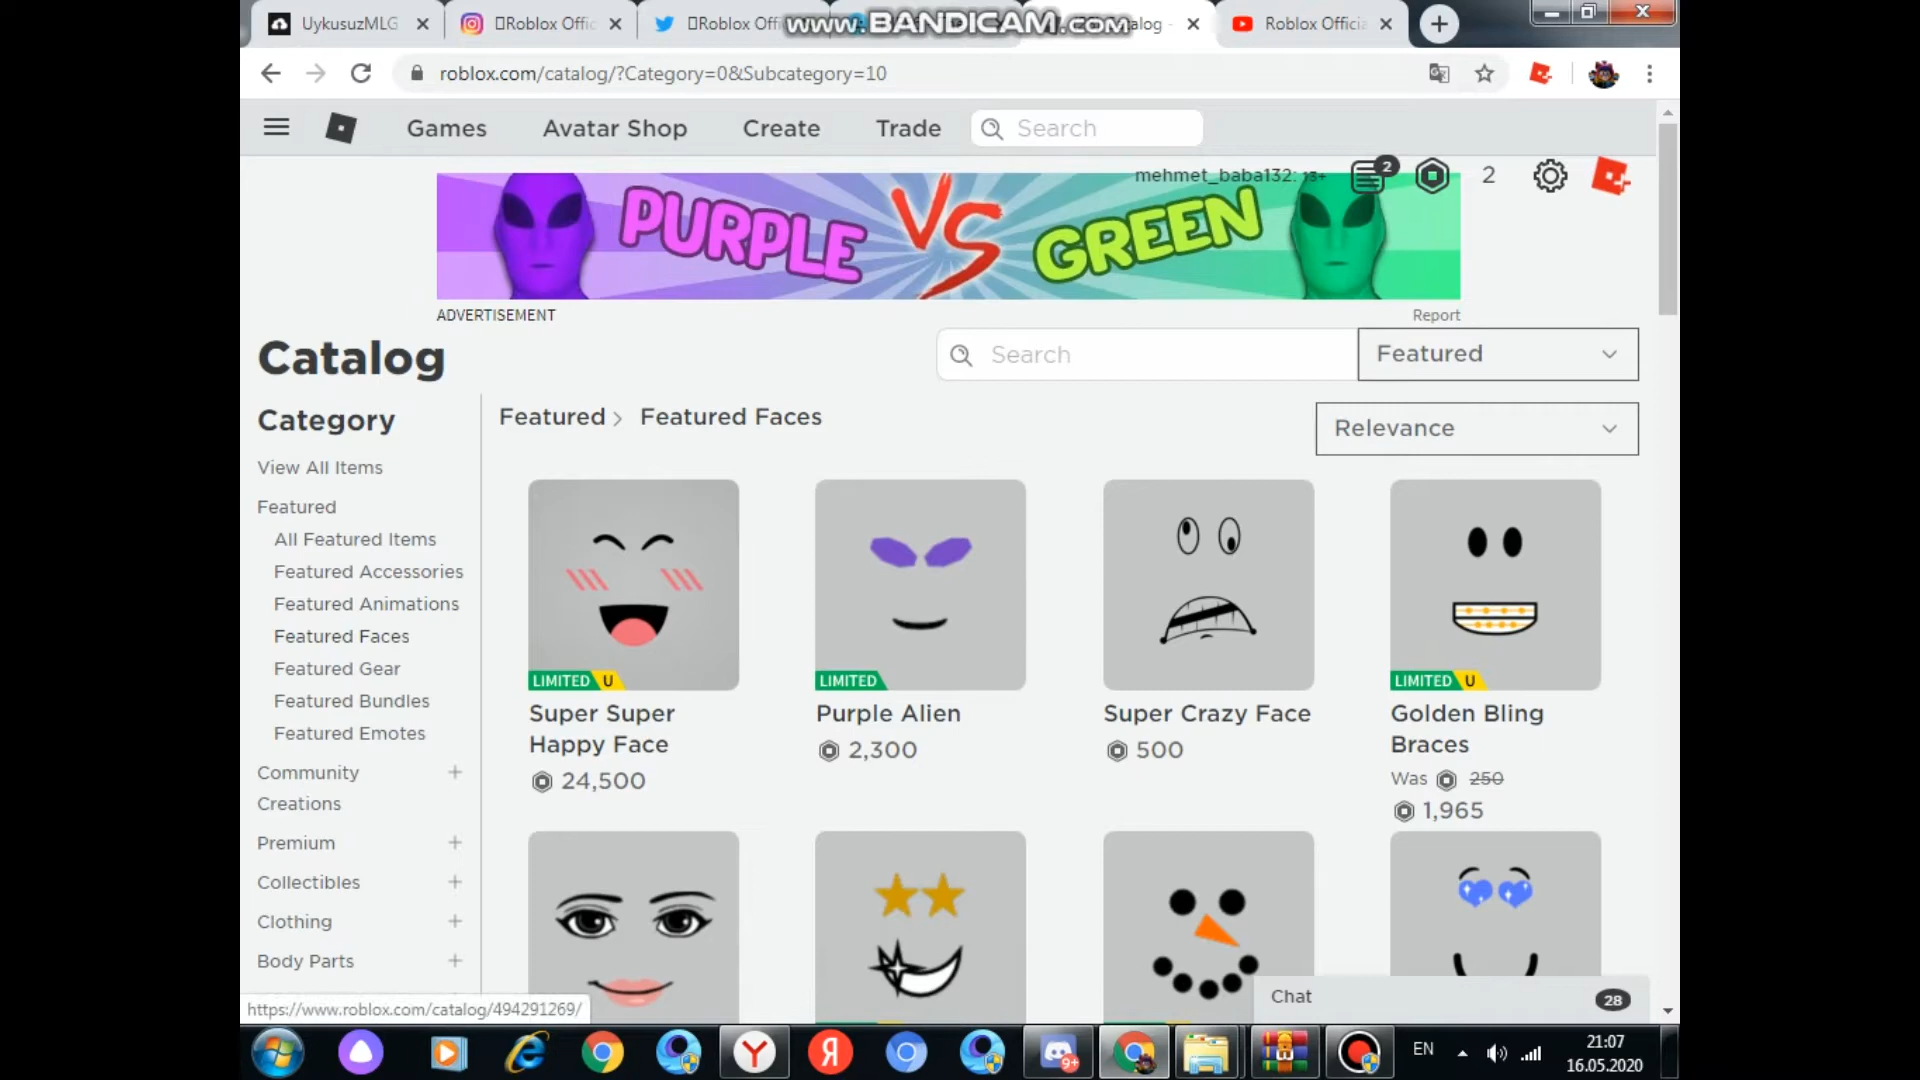 UykusuzMLG
Roblox Offic
Roblox Offi
www.BANDICAM.com
talog -
Roblox Officia
roblox.com/catalog/?Category=0&Subcategory=10
Games
Avatar Shop
Create
Trade
Search
mehmet_baba132: 13+
2
2
PURPLE VS GREEN
ADVERTISEMENT
Report
Catalog
Search
Featured
Category
Featured > Featured Faces
Relevance
View All Items
Featured
All Featured Items
Featured Accessories
Featured Animations
Featured Faces
Featured Gear
Featured Bundles
Featured Emotes
Community Creations
Premium
Collectibles
Clothing
Body Parts
LIMITED U
Super Super
Happy Face
24,500
LIMITED
Purple Alien
2,300
Super Crazy Face
500
LIMITED U
Golden Bling
Braces
Was 250
1,965
Chat
28
https://www.roblox.com/catalog/494291269/
9+
EN
21:07
16.05.2020